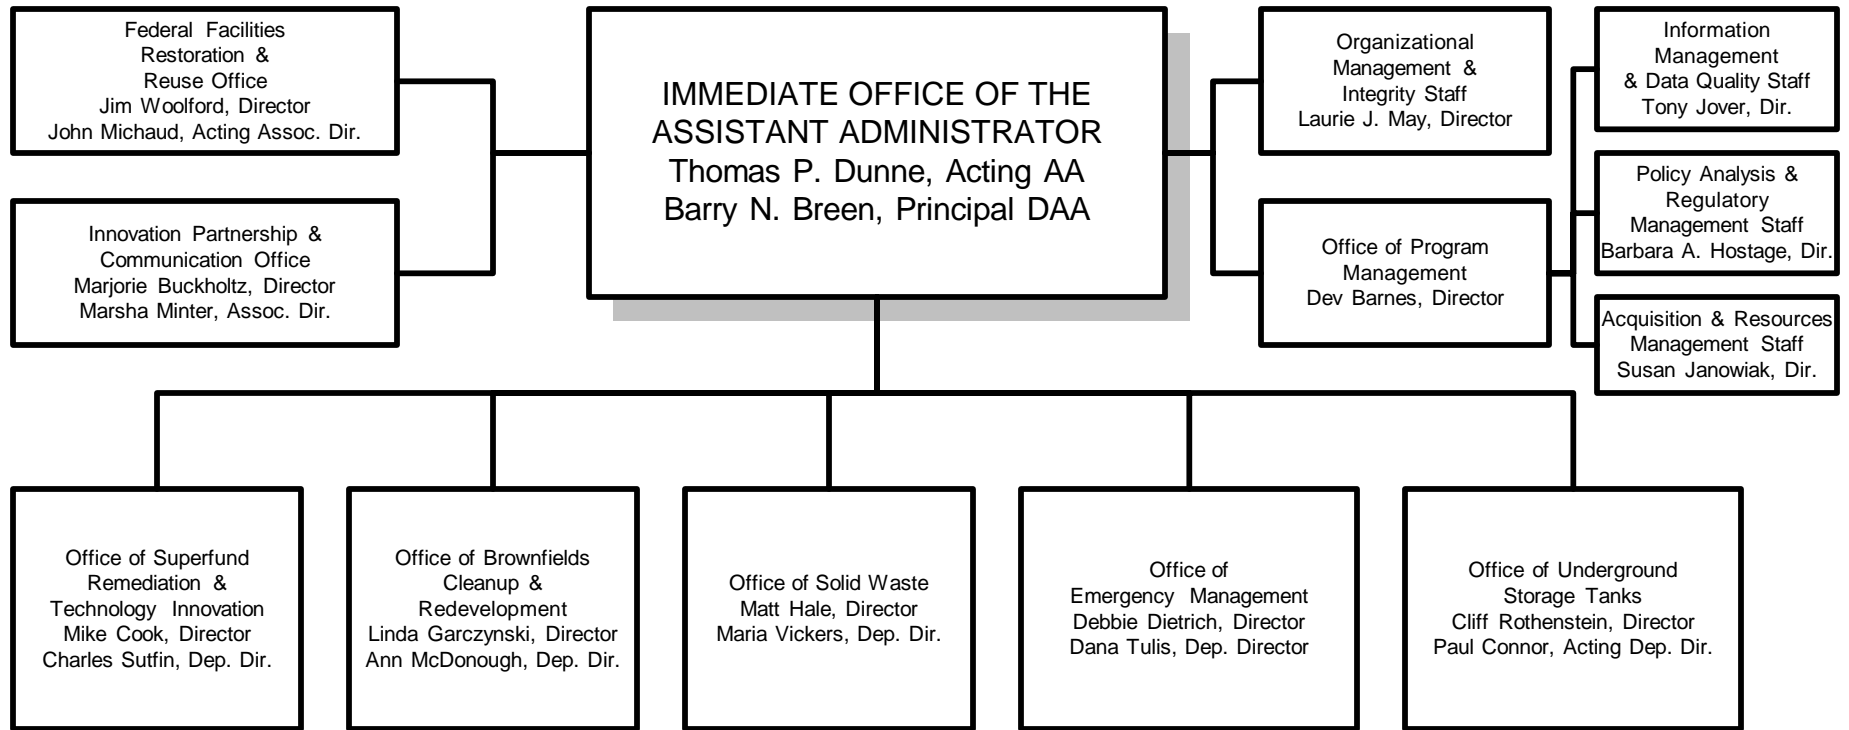 Federal Facilities
Restoration &
Reuse Office
Jim Woolford, Director
John Michaud, Acting Assoc. Dir.
Innovation Partnership &
Communication Office
Marjorie Buckholtz, Director
Marsha Minter, Assoc. Dir.
IMMEDIATE OFFICE OF THE
ASSISTANT ADMINISTRATOR
Thomas P. Dunne, Acting AA
Barry N. Breen, Principal DAA
Organizational
Management &
Integrity Staff
Laurie J. May, Director
Office of Program
Management
Dev Barnes, Director
Information
Management
& Data Quality Staff
Tony Jover, Dir.
Policy Analysis &
Regulatory
Management Staff
Barbara A. Hostage, Dir.
Acquisition & Resources
Management Staff
Susan Janowiak, Dir.
Office of Superfund
Remediation &
Technology Innovation
Mike Cook, Director
Charles Sutfin, Dep. Dir.
Office of Brownfields
Cleanup &
Redevelopment
Linda Garczynski, Director
Ann McDonough, Dep. Dir.
Office of Solid Waste
Matt Hale, Director
Maria Vickers, Dep. Dir.
Office of
Emergency Management
Debbie Dietrich, Director
Dana Tulis, Dep. Director
Office of Underground
Storage Tanks
Cliff Rothenstein, Director
Paul Connor, Acting Dep. Dir.